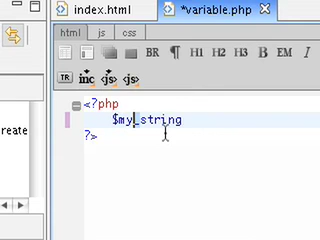 index.html *variable.php
html js css
BR ¶ H1 H2 H3 B EM I
TR inc <js> <js>
<?php
$my_string
?>
reate